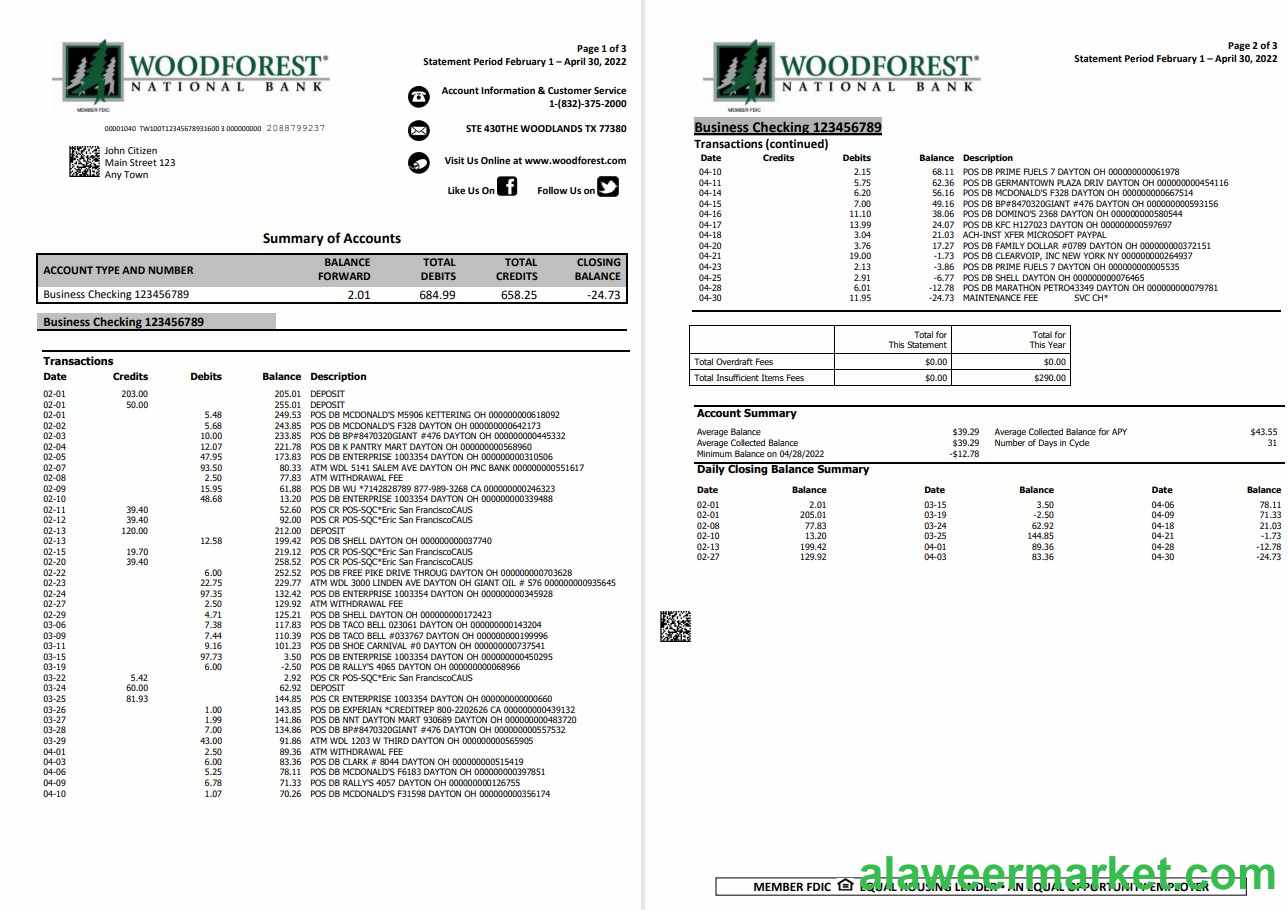 WOODFOREST®
NATIONAL BANK
MEMBER FDIC
Page 1 of 3
Statement Period February 1 – April 30, 2022
Account Information & Customer Service
1-(832)-375-2000
00001040 TW100T12345678931600 3 000000000 2088799237
STE 430THE WOODLANDS TX 77380
John Citizen
Main Street 123
Any Town
Visit Us Online at www.woodforest.com
Like Us On Follow Us on
Summary of Accounts
ACCOUNT TYPE AND NUMBER BALANCE FORWARD TOTAL DEBITS TOTAL CREDITS CLOSING BALANCE
Business Checking 123456789 2.01 684.99 658.25 -24.73
Business Checking 123456789
Transactions
Date Credits Debits Balance Description
02-01 203.00 205.01 DEPOSIT
02-01 50.00 255.01 DEPOSIT
02-01 5.48 249.53 POS DB MCDONALD'S M5906 KETTERING OH 000000000618092
02-02 5.68 243.85 POS DB MCDONALD'S F328 DAYTON OH 000000000642173
02-03 10.00 233.85 POS DB BP#8470320GIANT #476 DAYTON OH 000000000445332
02-04 12.07 221.78 POS DB K PANTRY MART DAYTON OH 000000000568960
02-05 47.95 173.83 POS DB ENTERPRISE 1003354 DAYTON OH 000000000310506
02-07 93.50 80.33 ATM WDL 5141 SALEM AVE DAYTON OH PNC BANK 000000000551617
02-08 2.50 77.83 ATM WITHDRAWAL FEE
02-09 15.95 61.88 POS DB WU *7142828789 877-989-3268 CA 000000000246323
02-10 48.68 13.20 POS DB ENTERPRISE 1003354 DAYTON OH 000000000339488
02-11 39.40 52.60 POS CR POS-SQC*Eric San FranciscoCAUS
02-12 39.40 92.00 POS CR POS-SQC*Eric San FranciscoCAUS
02-13 120.00 212.00 DEPOSIT
02-13 12.58 199.42 POS DB SHELL DAYTON OH 000000000037740
02-15 19.70 219.12 POS CR POS-SQC*Eric San FranciscoCAUS
02-20 39.40 258.52 POS CR POS-SQC*Eric San FranciscoCAUS
02-22 6.00 252.52 POS DB FREE PIKE DRIVE THROUG DAYTON OH 000000000703628
02-23 22.75 229.77 ATM WDL 3000 LINDEN AVE DAYTON OH GIANT OIL # 576 000000000935645
02-24 97.35 132.42 POS DB ENTERPRISE 1003354 DAYTON OH 000000000345928
02-27 2.50 129.92 ATM WITHDRAWAL FEE
02-29 4.71 125.21 POS DB SHELL DAYTON OH 000000000172423
03-06 7.38 117.83 POS DB TACO BELL 023061 DAYTON OH 000000000143204
03-09 7.44 110.39 POS DB TACO BELL #033767 DAYTON OH 000000000199996
03-11 9.16 101.23 POS DB SHOE CARNIVAL #0 DAYTON OH 000000000737541
03-15 97.73 3.50 POS DB ENTERPRISE 1003354 DAYTON OH 000000000450295
03-19 6.00 -2.50 POS DB RALLY'S 4065 DAYTON OH 000000000068966
03-22 5.42 2.92 POS CR POS-SQC*Eric San FranciscoCAUS
03-24 60.00 62.92 DEPOSIT
03-25 81.93 144.85 POS CR ENTERPRISE 1003354 DAYTON OH 000000000000660
03-26 1.00 143.85 POS DB EXPERIAN *CREDITREP 800-2202626 CA 000000000439132
03-27 1.99 141.86 POS DB NNT DAYTON MART 930689 DAYTON OH 000000000483720
03-28 7.00 134.86 POS DB BP#8470320GIANT #476 DAYTON OH 000000000557532
03-29 43.00 91.86 ATM WDL 1203 W THIRD DAYTON OH 000000000565905
04-01 2.50 89.36 ATM WITHDRAWAL FEE
04-03 6.00 83.36 POS DB CLARK # 8044 DAYTON OH 000000000515419
04-06 5.25 78.11 POS DB MCDONALD'S F6183 DAYTON OH 000000000397851
04-09 6.78 71.33 POS DB RALLY'S 4057 DAYTON OH 000000000126755
04-10 1.07 70.26 POS DB MCDONALD'S F31598 DAYTON OH 000000000356174
WOODFOREST®
NATIONAL BANK
MEMBER FDIC
Page 2 of 3
Statement Period February 1 – April 30, 2022
Business Checking 123456789
Transactions (continued)
Date Credits Debits Balance Description
04-10 2.15 68.11 POS DB PRIME FUELS 7 DAYTON OH 000000000061978
04-11 5.75 62.36 POS DB GERMANTOWN PLAZA DRIV DAYTON OH 000000000454116
04-14 6.20 56.16 POS DB MCDONALD'S F328 DAYTON OH 000000000667514
04-15 7.00 49.16 POS DB BP#8470320GIANT #476 DAYTON OH 000000000593156
04-16 11.10 38.06 POS DB DOMINO'S 2368 DAYTON OH 000000000580544
04-17 13.99 24.07 POS DB KFC H127023 DAYTON OH 000000000597697
04-18 3.04 21.03 ACH-INST XFER MICROSOFT PAYPAL
04-20 3.76 17.27 POS DB FAMILY DOLLAR #0789 DAYTON OH 000000000372151
04-21 19.00 -1.73 POS DB CLEARVOIP, INC NEW YORK NY 000000000264937
04-23 2.13 -3.86 POS DB PRIME FUELS 7 DAYTON OH 000000000005535
04-25 2.91 -6.77 POS DB SHELL DAYTON OH 000000000076465
04-28 6.01 -12.78 POS DB MARATHON PETRO43349 DAYTON OH 000000000079781
04-30 11.95 -24.73 MAINTENANCE FEE SVC CH*
Total for This Statement Total for This Year
Total Overdraft Fees $0.00 $0.00
Total Insufficient Items Fees $0.00 $290.00
Account Summary
Average Balance $39.29 Average Collected Balance for APY $43.55
Average Collected Balance $39.29 Number of Days in Cycle 31
Minimum Balance on 04/28/2022 -$12.78
Daily Closing Balance Summary
Date Balance Date Balance Date Balance
02-01 2.01 03-15 3.50 04-06 78.11
02-01 205.01 03-19 -2.50 04-09 71.33
02-08 77.83 03-24 62.92 04-18 21.03
02-10 13.20 03-25 144.85 04-21 -1.73
02-13 199.42 04-01 89.36 04-28 -12.78
02-27 129.92 04-03 83.36 04-30 -24.73
alaweermarket.com
MEMBER FDIC EQUAL HOUSING LENDER • AN EQUAL OPPORTUNITY EMPLOYER